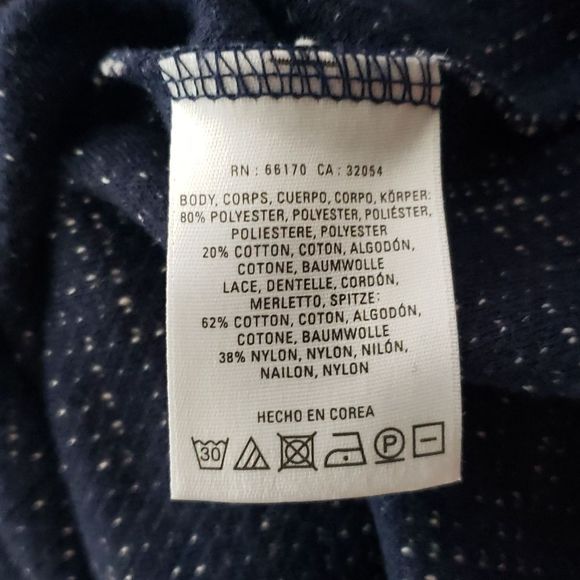 RN : 66170 CA : 32054
BODY, CORPS, CUERPO, CORPO, KÖRPER:
80% POLYESTER, POLYESTER, POLIÉSTER,
POLIESTERE, POLYESTER
20% COTTON, COTON, ALGODÓN,
COTONE, BAUMWOLLE
LACE, DENTELLE, CORDÓN,
MERLETTO, SPITZE:
62% COTTON, COTON, ALGODÓN,
COTONE, BAUMWOLLE
38% NYLON, NYLON, NILÓN,
NAILON, NYLON
HECHO EN COREA
30 P